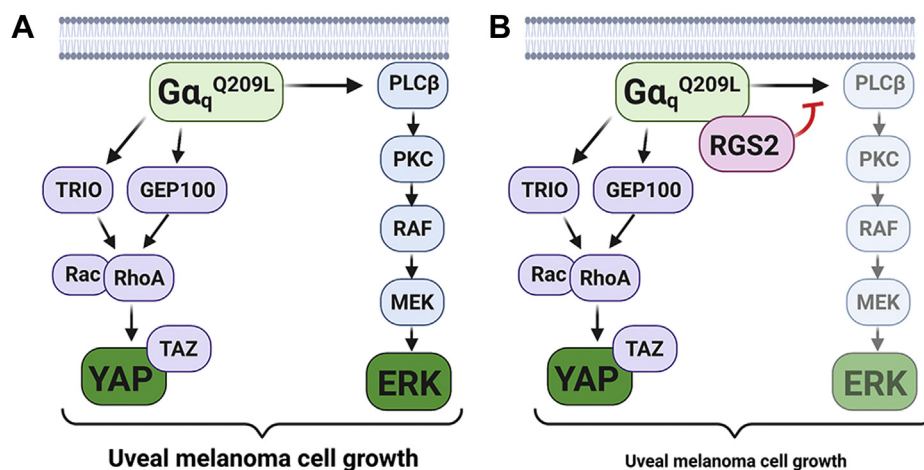 A
Gαq Q209L
PLCβ
TRIO
GEP100
PKC
RAF
Rac
RhoA
MEK
TAZ
YAP
ERK
Uveal melanoma cell growth
B
Gαq Q209L
PLCβ
RGS2
TRIO
GEP100
PKC
RAF
Rac
RhoA
MEK
TAZ
YAP
ERK
Uveal melanoma cell growth